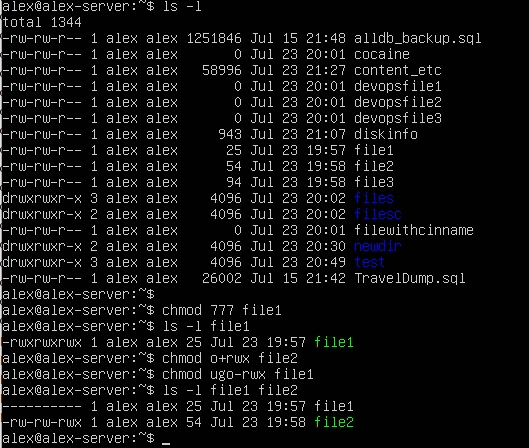 alex@alex-server:~$ ls -l
total 1344
-rw-rw-r-- 1 alex alex 1251846 Jul 15 21:48 alldb_backup.sql
-rw-rw-r-- 1 alex alex       0 Jul 23 20:01 cocaine
-rw-rw-r-- 1 alex alex   58996 Jul 23 21:27 content_etc
-rw-rw-r-- 1 alex alex       0 Jul 23 20:01 devopsfile1
-rw-rw-r-- 1 alex alex       0 Jul 23 20:01 devopsfile2
-rw-rw-r-- 1 alex alex       0 Jul 23 20:01 devopsfile3
-rw-rw-r-- 1 alex alex     943 Jul 23 21:07 diskinfo
-rw-rw-r-- 1 alex alex      25 Jul 23 19:57 file1
-rw-rw-r-- 1 alex alex      54 Jul 23 19:58 file2
-rw-rw-r-- 1 alex alex      94 Jul 23 19:58 file3
drwxrwxr-x 3 alex alex    4096 Jul 23 20:02 files
drwxrwxr-x 2 alex alex    4096 Jul 23 20:02 filesc
-rw-rw-r-- 1 alex alex       0 Jul 23 20:01 filewithcinname
drwxrwxr-x 2 alex alex    4096 Jul 23 20:30 newdir
drwxrwxr-x 3 alex alex    4096 Jul 23 20:49 test
-rw-rw-r-- 1 alex alex   26002 Jul 15 21:42 TravelDump.sql
alex@alex-server:~$
alex@alex-server:~$ chmod 777 file1
alex@alex-server:~$ ls -l file1
-rwxrwxrwx 1 alex alex 25 Jul 23 19:57 file1
alex@alex-server:~$ chmod o+rwx file2
alex@alex-server:~$ chmod ugo-rwx file1
alex@alex-server:~$ ls -l file1 file2
---------- 1 alex alex 25 Jul 23 19:57 file1
-rw-rw-rwx 1 alex alex 54 Jul 23 19:58 file2
alex@alex-server:~$ _